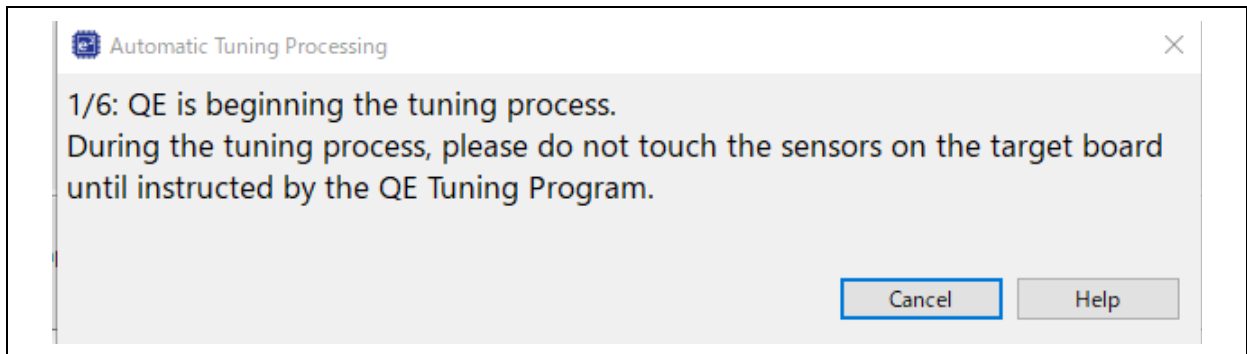 Automatic Tuning Processing
1/6: QE is beginning the tuning process.
During the tuning process, please do not touch the sensors on the target board
until instructed by the QE Tuning Program.
Cancel Help